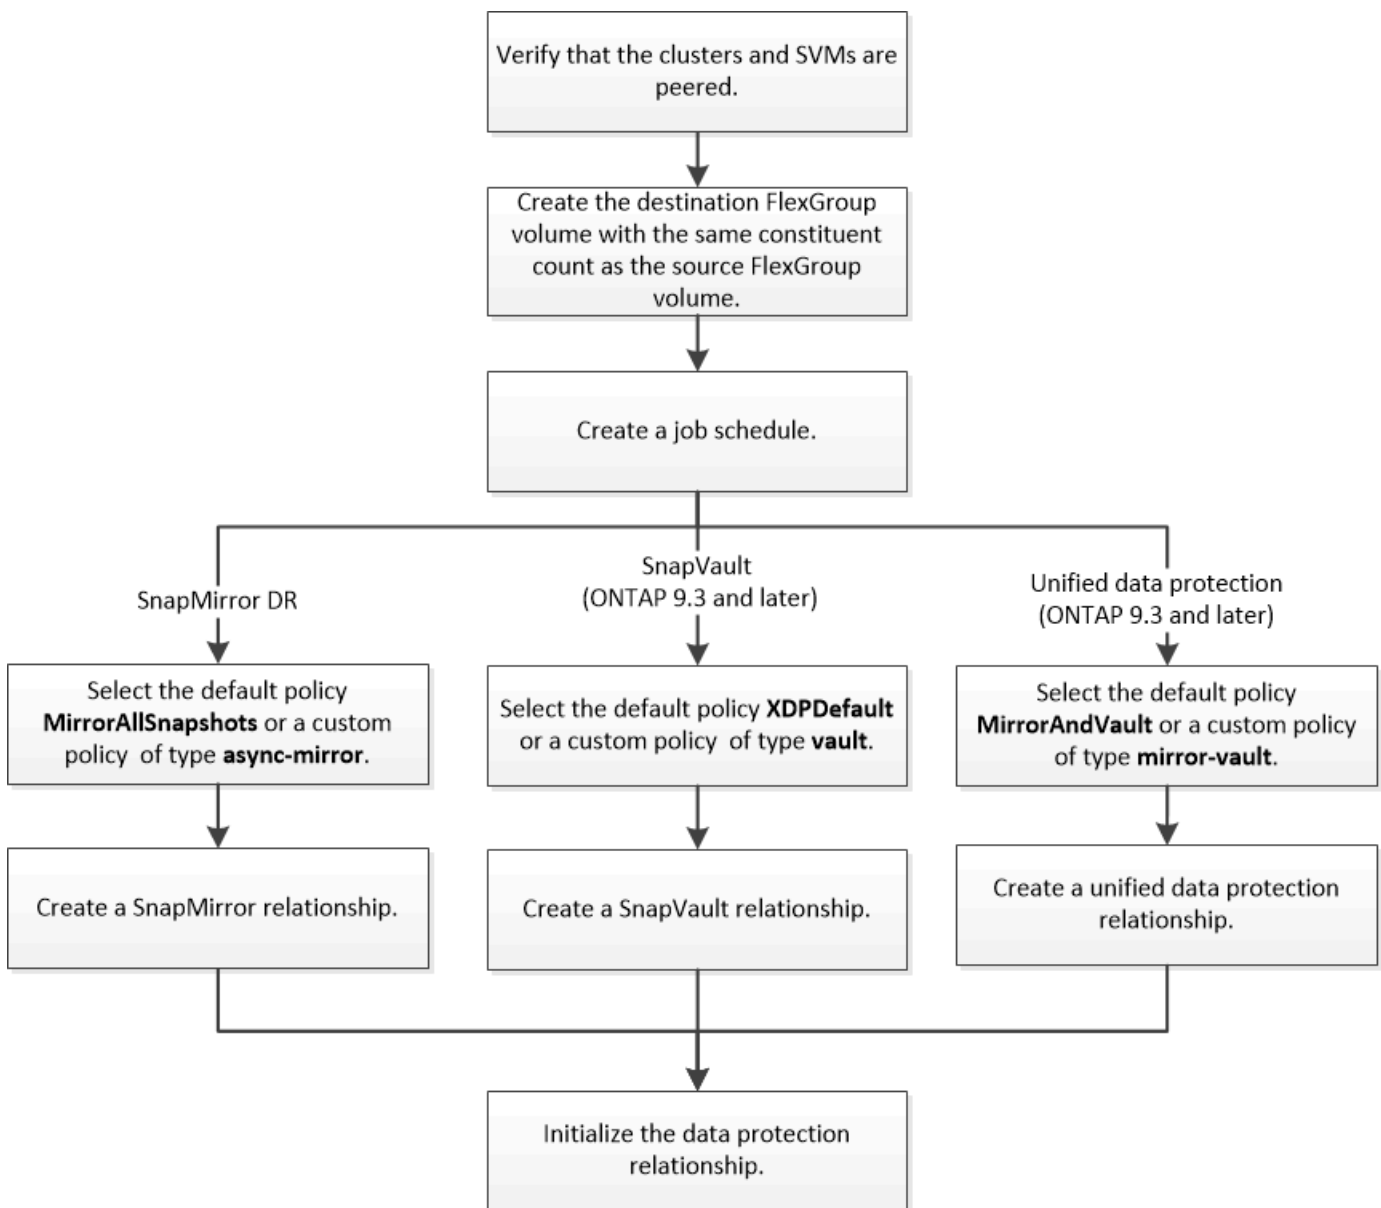 Verify that the clusters and SVMs are
peered.
Create the destination FlexGroup
volume with the same constituent
count as the source FlexGroup
volume.
Create a job schedule.
SnapMirror DR
SnapVault
(ONTAP 9.3 and later)
Unified data protection
(ONTAP 9.3 and later)
Select the default policy
MirrorAllSnapshots or a custom
policy of type async-mirror.
Select the default policy XDPDefault
or a custom policy of type vault.
Select the default policy
MirrorAndVault or a custom policy
of type mirror-vault.
Create a SnapMirror relationship.
Create a SnapVault relationship.
Create a unified data protection
relationship.
Initialize the data protection
relationship.